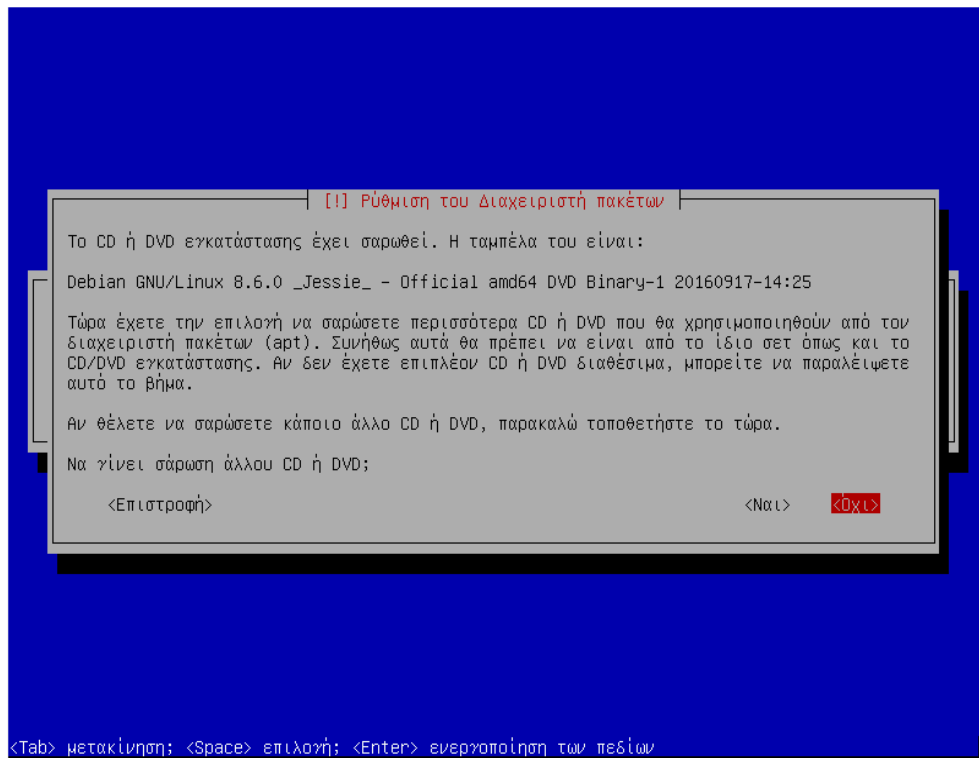 [!] Ρύθμιση του Διαχειριστή πακέτων
Το CD ή DVD εγκατάστασης έχει σαρωθεί. Η ταμπέλα του είναι:
Debian GNU/Linux 8.6.0 _Jessie_ - Official amd64 DVD Binary-1 20160917-14:25
Τώρα έχετε την επιλογή να σαρώσετε περισσότερα CD ή DVD που θα χρησιμοποιηθούν από τον
διαχειριστή πακέτων (apt). Συνήθως αυτά θα πρέπει να είναι από το ίδιο σετ όπως και το
CD/DVD εγκατάστασης. Αν δεν έχετε επιπλέον CD ή DVD διαθέσιμα, μπορείτε να παραλείψετε
αυτό το βήμα.
Αν θέλετε να σαρώσετε κάποιο άλλο CD ή DVD, παρακαλώ τοποθετήστε το τώρα.
Να γίνει σάρωση άλλου CD ή DVD;
<Επιστροφή> <Ναι> <Όχι>
<Tab> μετακίνηση; <Space> επιλογή; <Enter> ενεργοποίηση των πεδίων